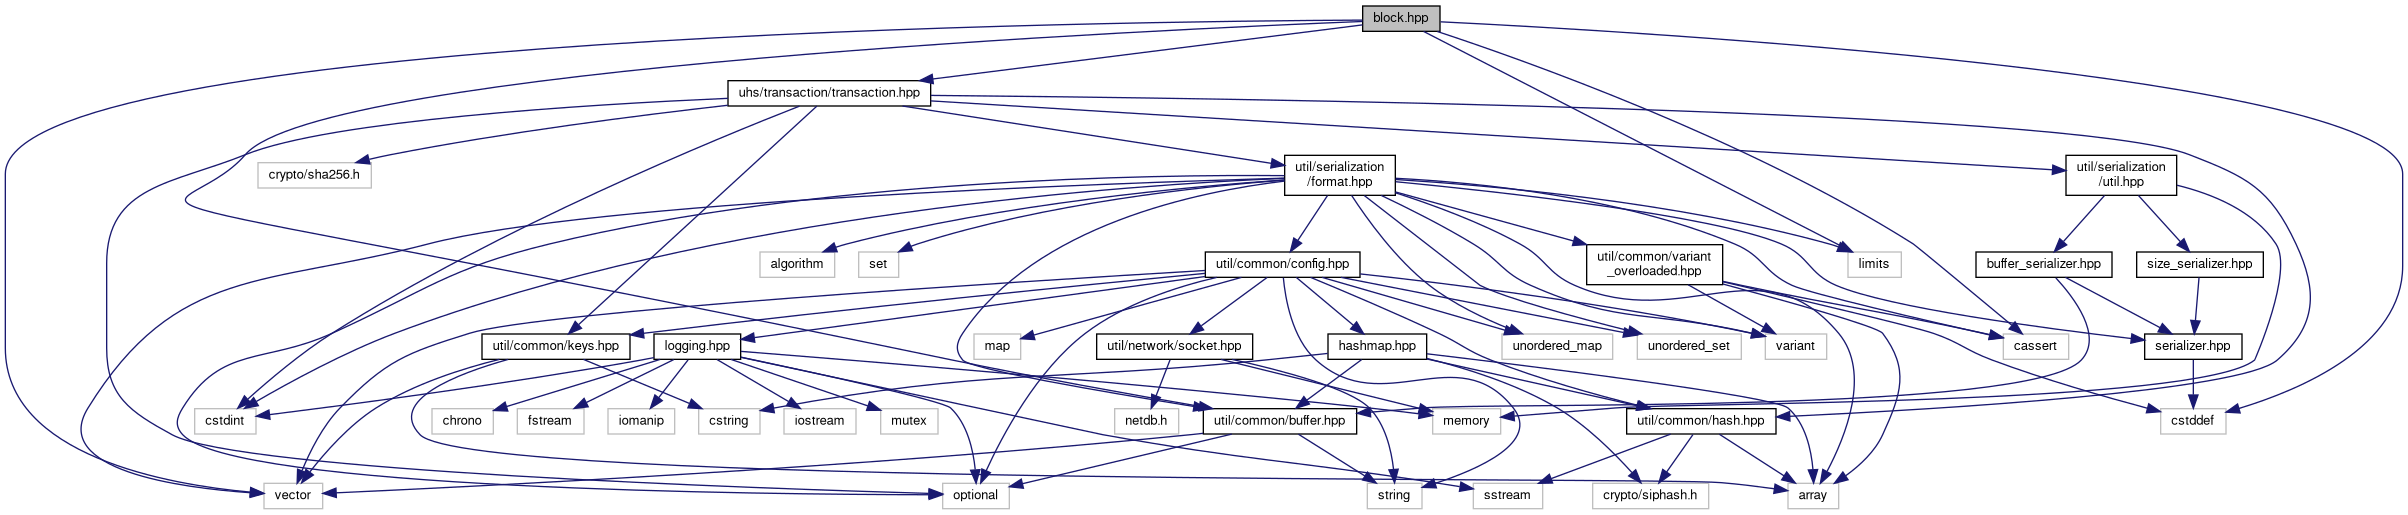 block.hpp
uhs/transaction/transaction.hpp
crypto/sha256.h
util/serialization
/format.hpp
util/serialization
/util.hpp
algorithm
set
util/common/config.hpp
util/common/variant
_overloaded.hpp
limits
buffer_serializer.hpp
size_serializer.hpp
util/common/keys.hpp
logging.hpp
map
util/network/socket.hpp
hashmap.hpp
unordered_map
unordered_set
variant
cassert
serializer.hpp
cstdint
chrono
fstream
iomanip
cstring
iostream
mutex
netdb.h
util/common/buffer.hpp
memory
util/common/hash.hpp
cstddef
vector
optional
string
sstream
crypto/siphash.h
array